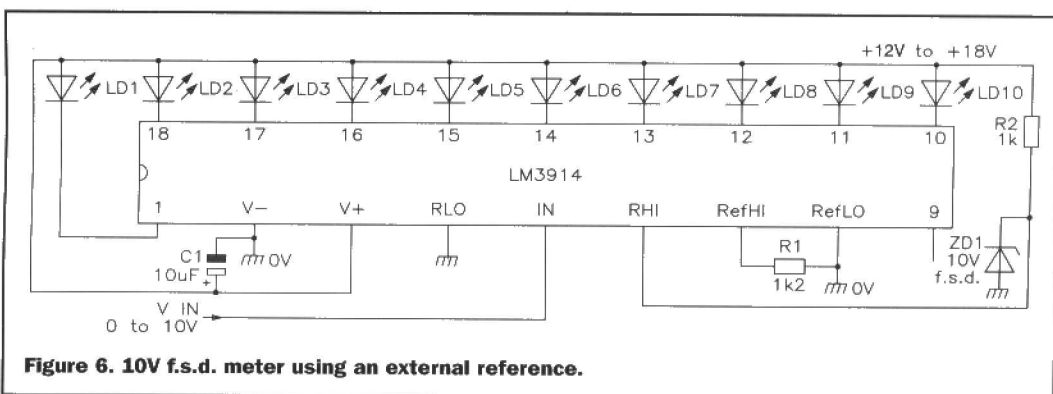 +12V to +18V
LD1 LD2 LD3 LD4 LD5 LD6 LD7 LD8 LD9 LD10
18 17 16 15 14 13 12 11 10
R2
1k
LM3914
1 V- V+ RLO IN RHI RefHI RefLO 9
C1
10uF
+
0V
R1
1k2
0V
ZD1
10V
f.s.d.
V IN
0 to 10V
Figure 6. 10V f.s.d. meter using an external reference.